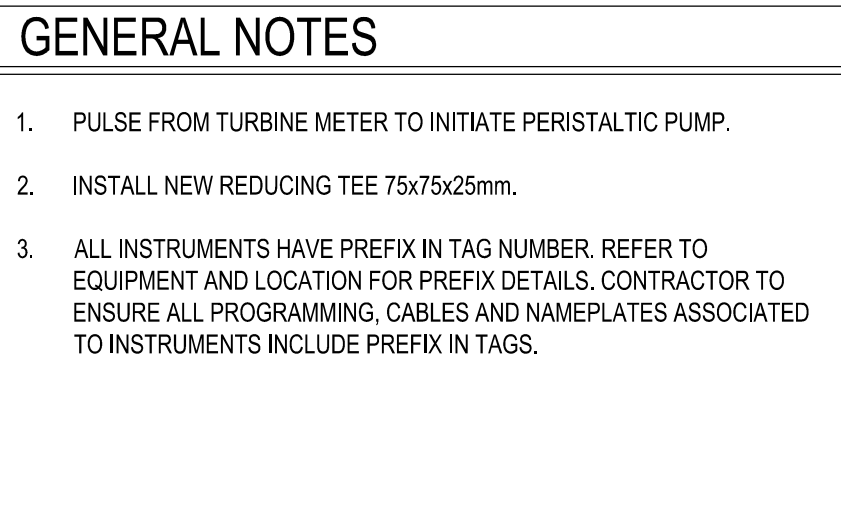 GENERAL NOTES
1. PULSE FROM TURBINE METER TO INITIATE PERISTALTIC PUMP.
2. INSTALL NEW REDUCING TEE 75x75x25mm.
3. ALL INSTRUMENTS HAVE PREFIX IN TAG NUMBER. REFER TO
EQUIPMENT AND LOCATION FOR PREFIX DETAILS. CONTRACTOR TO
ENSURE ALL PROGRAMMING, CABLES AND NAMEPLATES ASSOCIATED
TO INSTRUMENTS INCLUDE PREFIX IN TAGS.